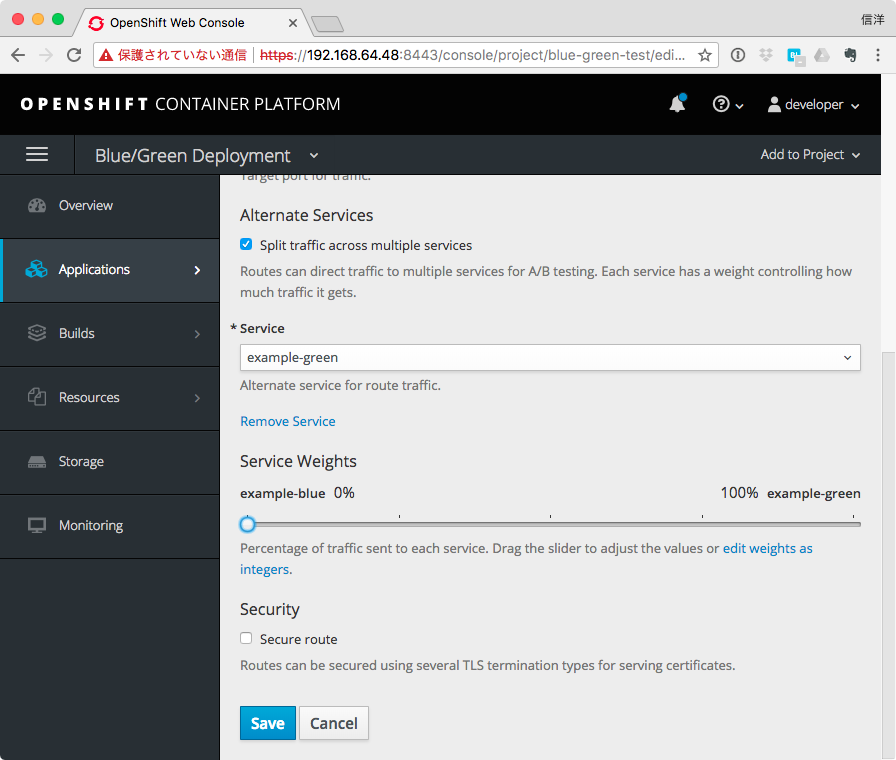 OpenShift Web Console
信洋
保護されていない通信 https://192.168.64.48:8443/console/project/blue-green-test/edi...
OPENSHIFT CONTAINER PLATFORM
developer
Blue/Green Deployment
Add to Project
Overview
Applications
Builds
Resources
Storage
Monitoring
Target port for traffic.
Alternate Services
Split traffic across multiple services
Routes can direct traffic to multiple services for A/B testing. Each service has a weight controlling how
much traffic it gets.
* Service
example-green
Alternate service for route traffic.
Remove Service
Service Weights
example-blue 0% 100% example-green
Percentage of traffic sent to each service. Drag the slider to adjust the values or edit weights as
integers.
Security
Secure route
Routes can be secured using several TLS termination types for serving certificates.
Save Cancel